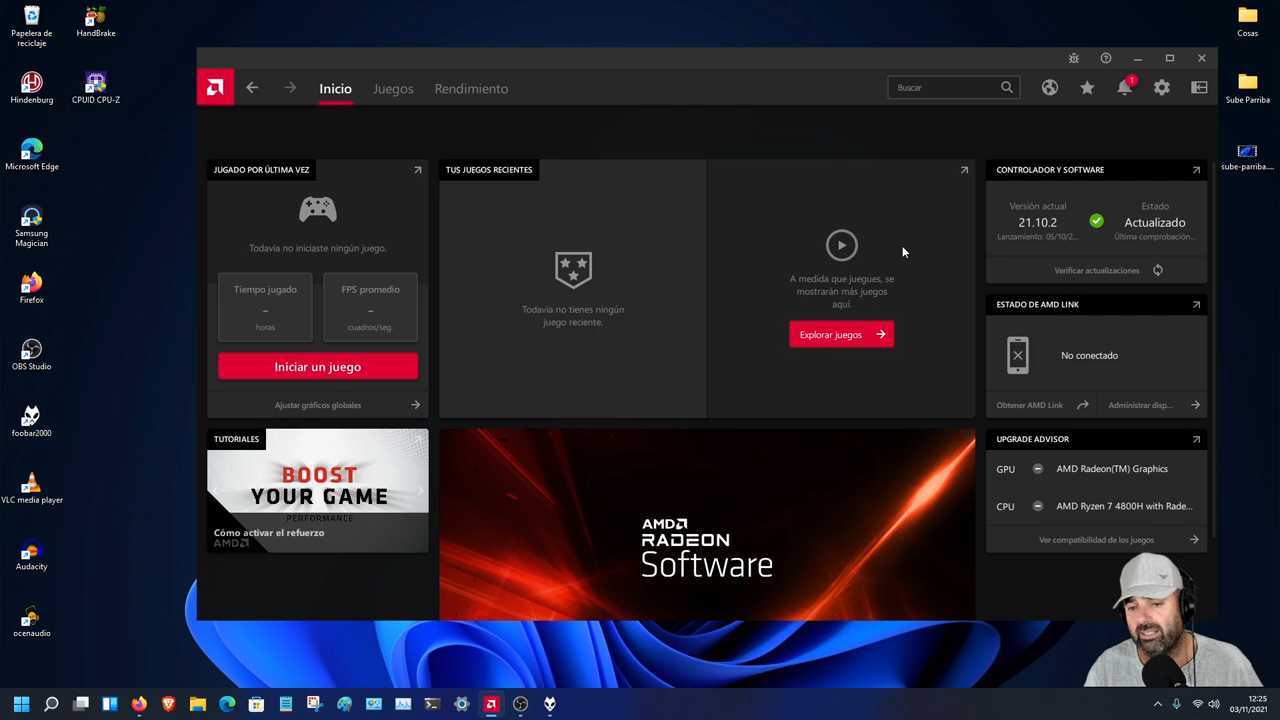 Papelera de
reciclaje
HandBrake
Hindenburg
CPUID CPU-Z
Microsoft Edge
Samsung
Magician
Firefox
OBS Studio
foobar2000
VLC media player
Audacity
ocenaudio
Cosas
Sube Parriba
sube-parriba....
Inicio
Juegos
Rendimiento
Buscar
1
JUGADO POR ÚLTIMA VEZ
Todavía no iniciaste ningún juego.
Tiempo jugado
-
horas
FPS promedio
-
cuadros/seg.
Iniciar un juego
Ajustar gráficos globales
TUS JUEGOS RECIENTES
Todavía no tienes ningún
juego reciente.
A medida que juegues, se
mostrarán más juegos
aquí.
Explorar juegos
CONTROLADOR Y SOFTWARE
Versión actual
21.10.2
Lanzamiento: 05/10/2...
Estado
Actualizado
Última comprobación...
Verificar actualizaciones
ESTADO DE AMD LINK
No conectado
Obtener AMD Link
Administrar disp...
TUTORIALES
BOOST
YOUR GAME
PERFORMANCE
Cómo activar el refuerzo
AMD
AMD
RADEON
Software
UPGRADE ADVISOR
GPU
AMD Radeon(TM) Graphics
CPU
AMD Ryzen 7 4800H with Rade...
Ver compatibilidad de los juegos
12:25
03/11/2021